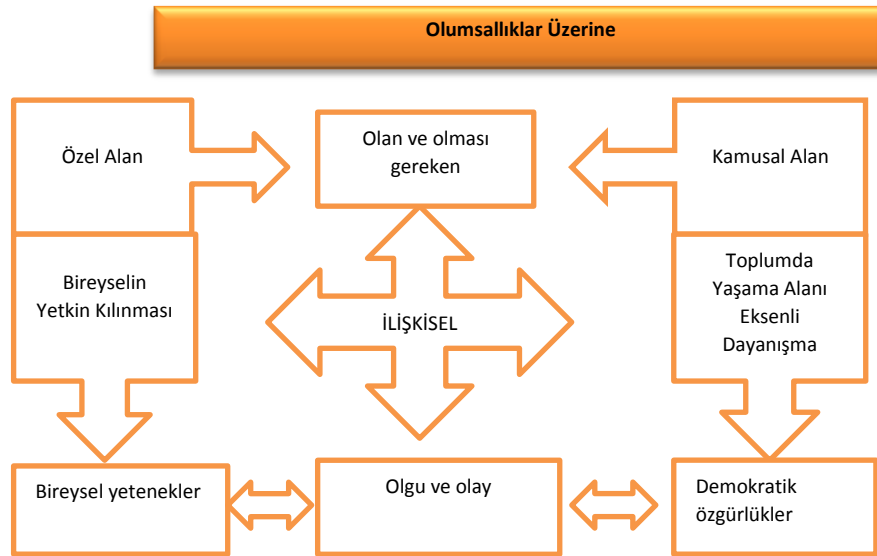 Olumsallıklar Üzerine
Özel Alan
Olan ve olması
gereken
Kamusal Alan
Bireyselin
Yetkin Kılınması
İLİŞKİSEL
Toplumda
Yaşama Alanı
Eksenli
Dayanışma
Bireysel yetenekler
Olgu ve olay
Demokratik
özgürlükler